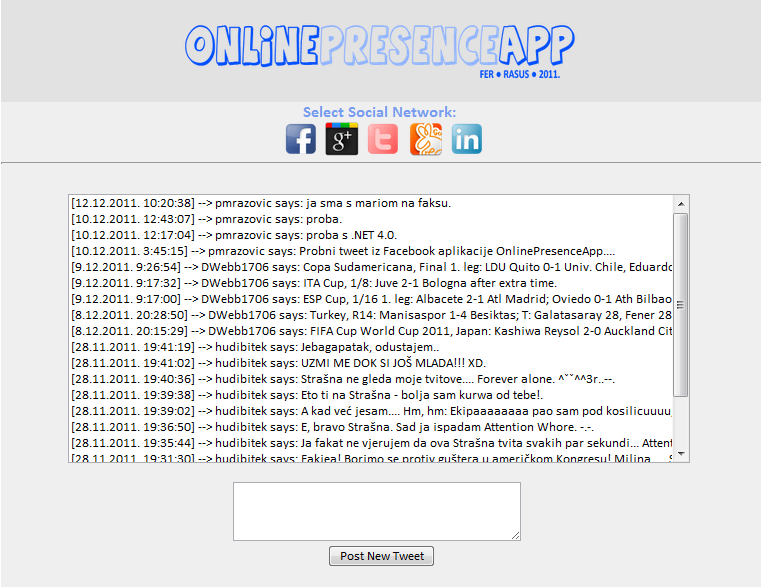 ONLINEPRESENCEAPP
FER ● RASUS ● 2011.
Select Social Network:
f g+ t in
[12.12.2011. 10:20:38] --> pmrazovic says: ja sma s mariom na faksu.
[10.12.2011. 12:43:07] --> pmrazovic says: proba.
[10.12.2011. 12:17:04] --> pmrazovic says: proba s .NET 4.0.
[10.12.2011. 3:45:15] --> pmrazovic says: Probni tweet iz Facebook aplikacije OnlinePresenceApp....
[9.12.2011. 9:26:54] --> DWebb1706 says: Copa Sudamericana, Final 1. leg: LDU Quito 0-1 Univ. Chile, Eduardo
[9.12.2011. 9:17:32] --> DWebb1706 says: ITA Cup, 1/8: Juve 2-1 Bologna after extra time.
[9.12.2011. 9:17:00] --> DWebb1706 says: ESP Cup, 1/16 1. leg: Albacete 2-1 Atl Madrid; Oviedo 0-1 Ath Bilbao
[8.12.2011. 20:28:50] --> DWebb1706 says: Turkey, R14: Manisaspor 1-4 Besiktas; T: Galatasaray 28, Fener 28
[8.12.2011. 20:15:29] --> DWebb1706 says: FIFA Cup World Cup 2011, Japan: Kashiwa Reysol 2-0 Auckland Cit
[28.11.2011. 19:41:19] --> hudibitek says: Jebagapatak, odustajem..
[28.11.2011. 19:41:02] --> hudibitek says: UZMI ME DOK SI JOŠ MLADA!!! XD.
[28.11.2011. 19:40:36] --> hudibitek says: Strašna ne gleda moje tvitove.... Forever alone. ^ˇˇ^^3r..--.
[28.11.2011. 19:39:38] --> hudibitek says: Eto ti na Strašna - bolja sam kurwa od tebe!.
[28.11.2011. 19:39:02] --> hudibitek says: A kad već jesam.... Hm, hm: Ekipaaaaaaaa pao sam pod kosilicuuuu,
[28.11.2011. 19:36:50] --> hudibitek says: E, bravo Strašna. Sad ja ispadam Attention Whore. -.-.
[28.11.2011. 19:35:44] --> hudibitek says: Ja fakat ne vjerujem da ova Strašna tvita svakih par sekundi... Attent
[28.11.2011. 19:31:30] --> hudibitek says: Fakjea! Borimo se protiv guštera u američkom Kongresu! Milina.... S
Post New Tweet